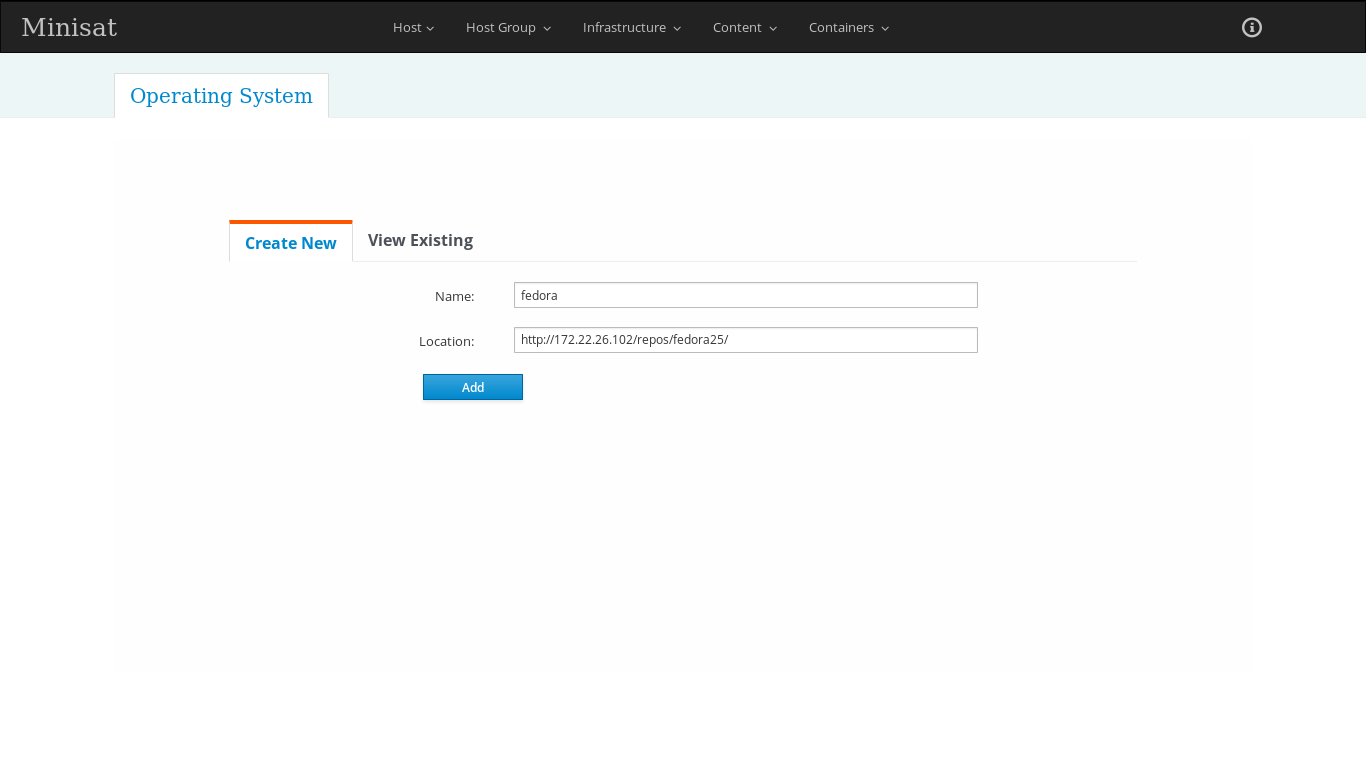 Minisat Host Host Group Infrastructure Content Containers
Operating System
Create New View Existing
Name: fedora
Location: http://172.22.26.102/repos/fedora25/
Add